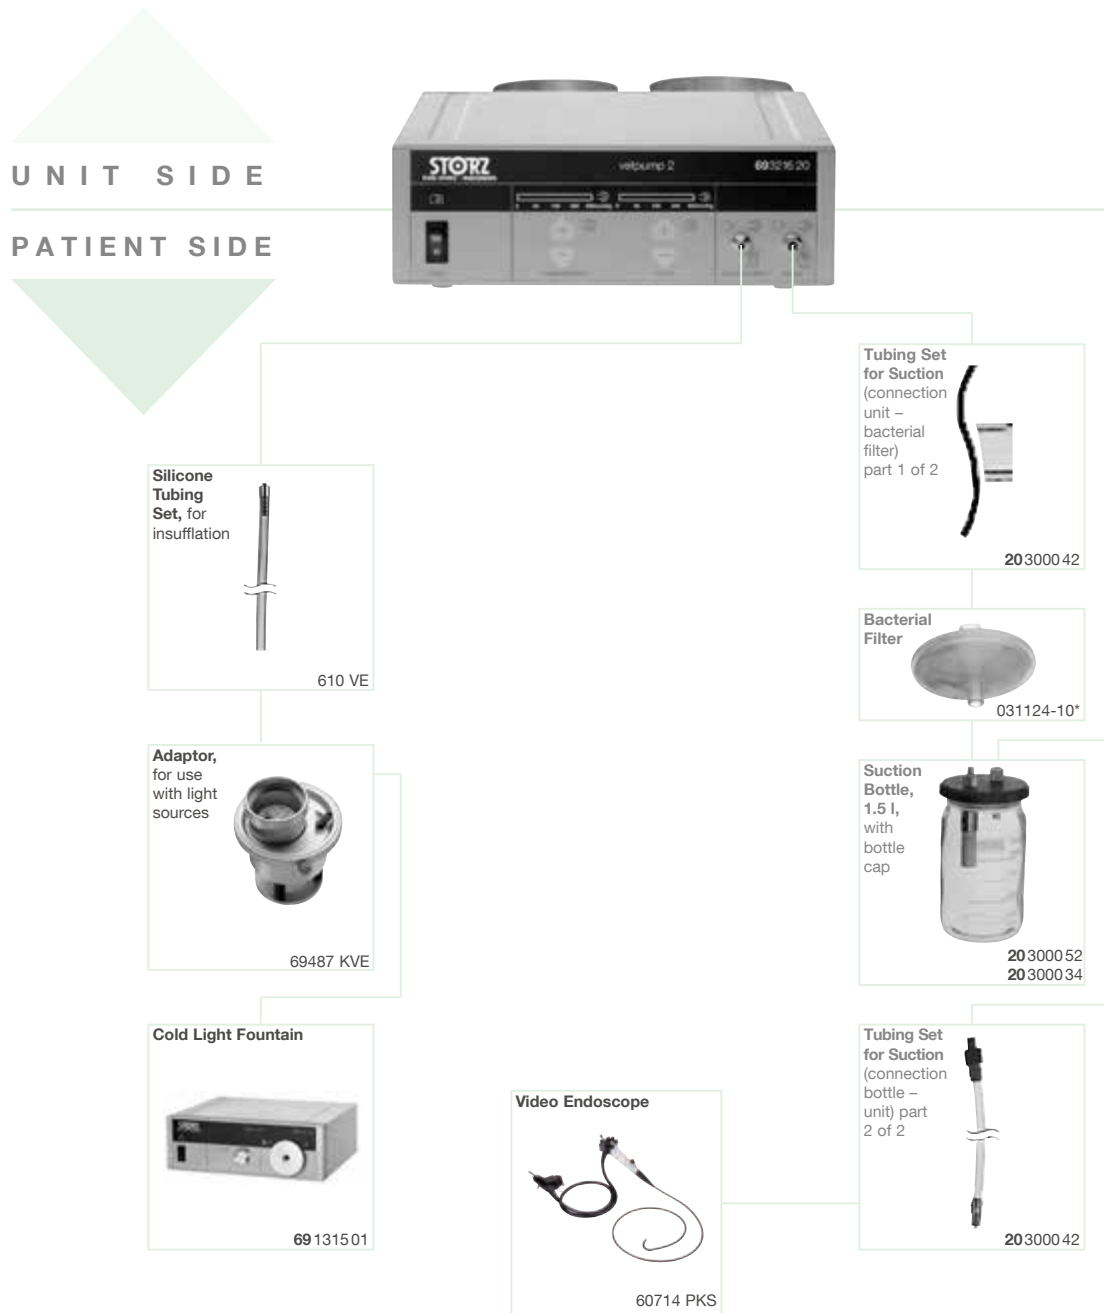 UNIT SIDE
PATIENT SIDE
STORZ
vetpump 2
69321620
Tubing Set
for Suction
(connection
unit –
bacterial
filter)
part 1 of 2
20300042
Silicone
Tubing
Set, for
insufflation
610 VE
Bacterial
Filter
031124-10*
Adaptor,
for use
with light
sources
69487 KVE
Suction
Bottle,
1.5 l,
with
bottle
cap
20300052
20300034
Cold Light Fountain
STORZ
69131501
Video Endoscope
60714 PKS
Tubing Set
for Suction
(connection
bottle –
unit) part
2 of 2
20300042